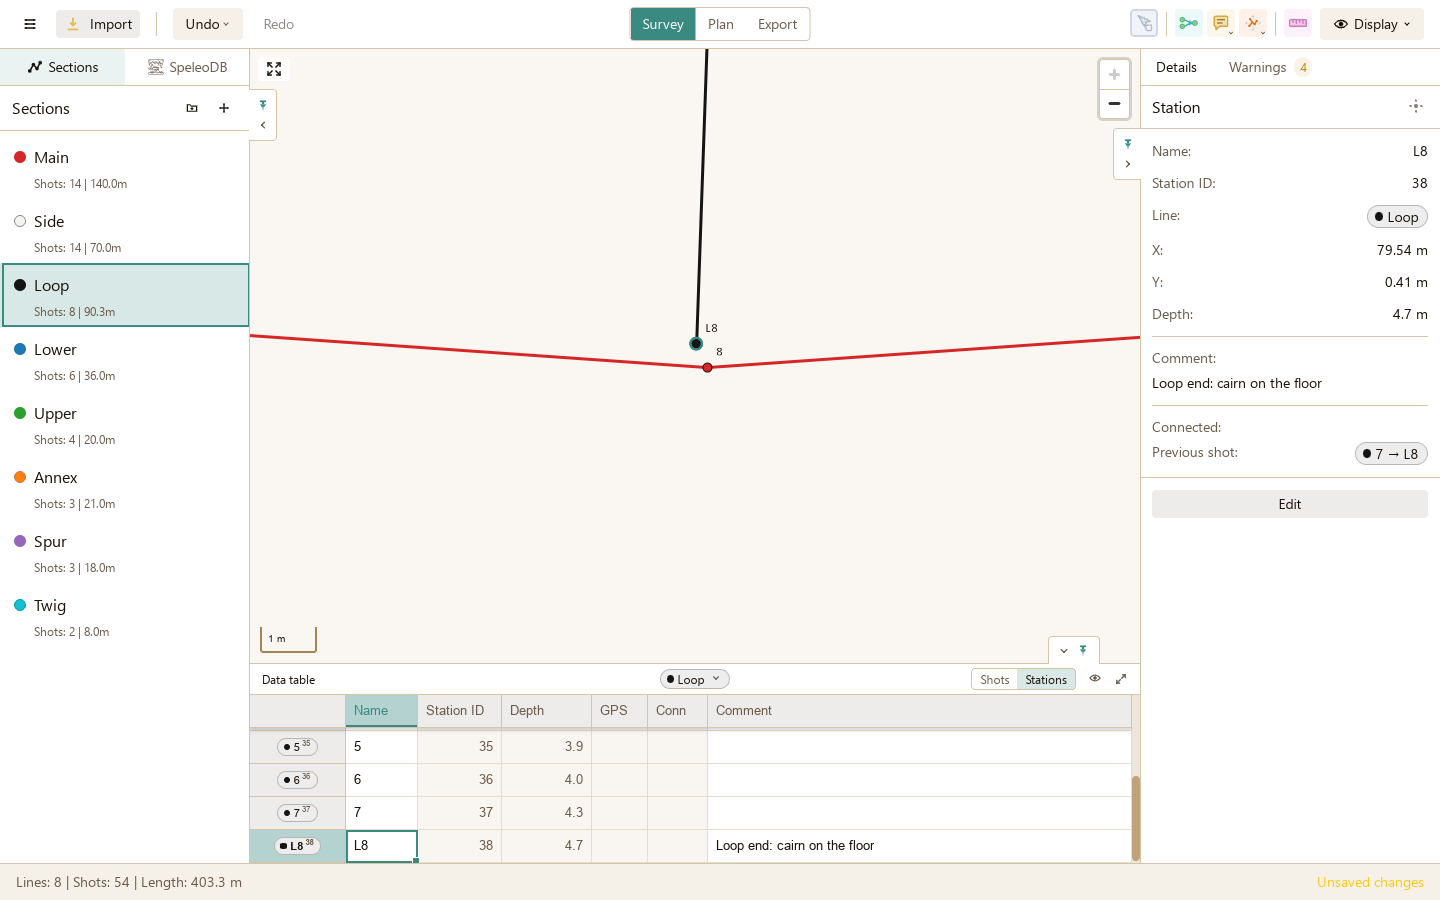 Import
Undo
Redo
Survey
Plan
Export
Display
Sections
SpeleoDB
Sections
Main
Shots: 14 | 140.0m
Side
Shots: 14 | 70.0m
Loop
Shots: 8 | 90.3m
Lower
Shots: 6 | 36.0m
Upper
Shots: 4 | 20.0m
Annex
Shots: 3 | 21.0m
Spur
Shots: 3 | 18.0m
Twig
Shots: 2 | 8.0m
L8
8
1 m
Details
Warnings 4
Station
Name: L8
Station ID: 38
Line: Loop
X: 79.54 m
Y: 0.41 m
Depth: 4.7 m
Comment:
Loop end: cairn on the floor
Connected:
Previous shot: 7 → L8
Edit
Data table
Loop
Shots
Stations
Name Station ID Depth GPS Conn Comment
5 35 5 35 3.9
6 36 6 36 4.0
7 37 7 37 4.3
L8 38 L8 38 4.7 Loop end: cairn on the floor
Lines: 8 | Shots: 54 | Length: 403.3 m
Unsaved changes